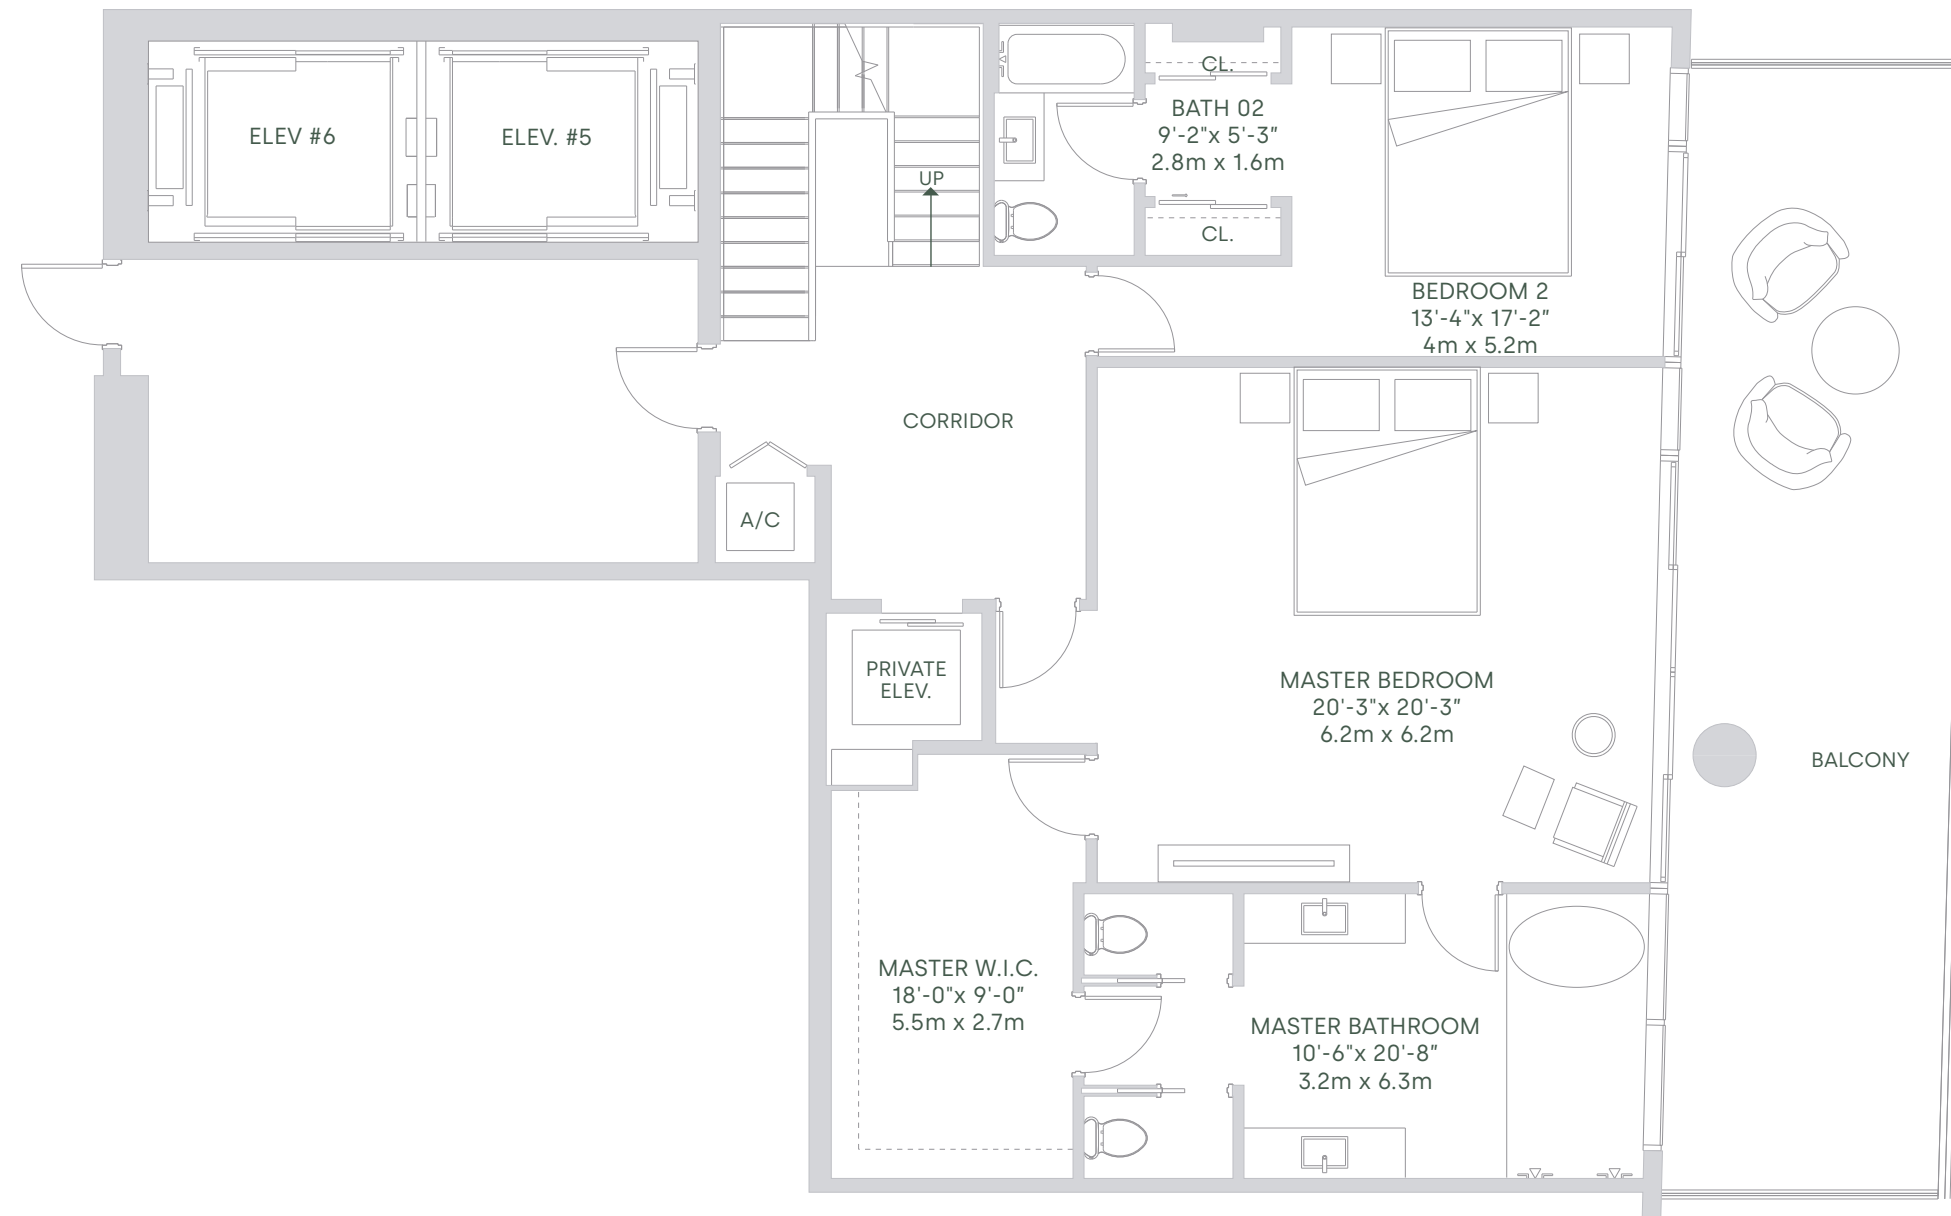 CL.
BATH 02
9'-2"x 5'-3"
2.8m x 1.6m
CL.
ELEV #6
ELEV. #5
UP
BEDROOM 2
13'-4"x 17'-2"
4m x 5.2m
CORRIDOR
A/C
PRIVATE
ELEV.
MASTER BEDROOM
20'-3"x 20'-3"
6.2m x 6.2m
BALCONY
MASTER W.I.C.
18'-0"x 9'-0"
5.5m x 2.7m
MASTER BATHROOM
10'-6"x 20'-8"
3.2m x 6.3m